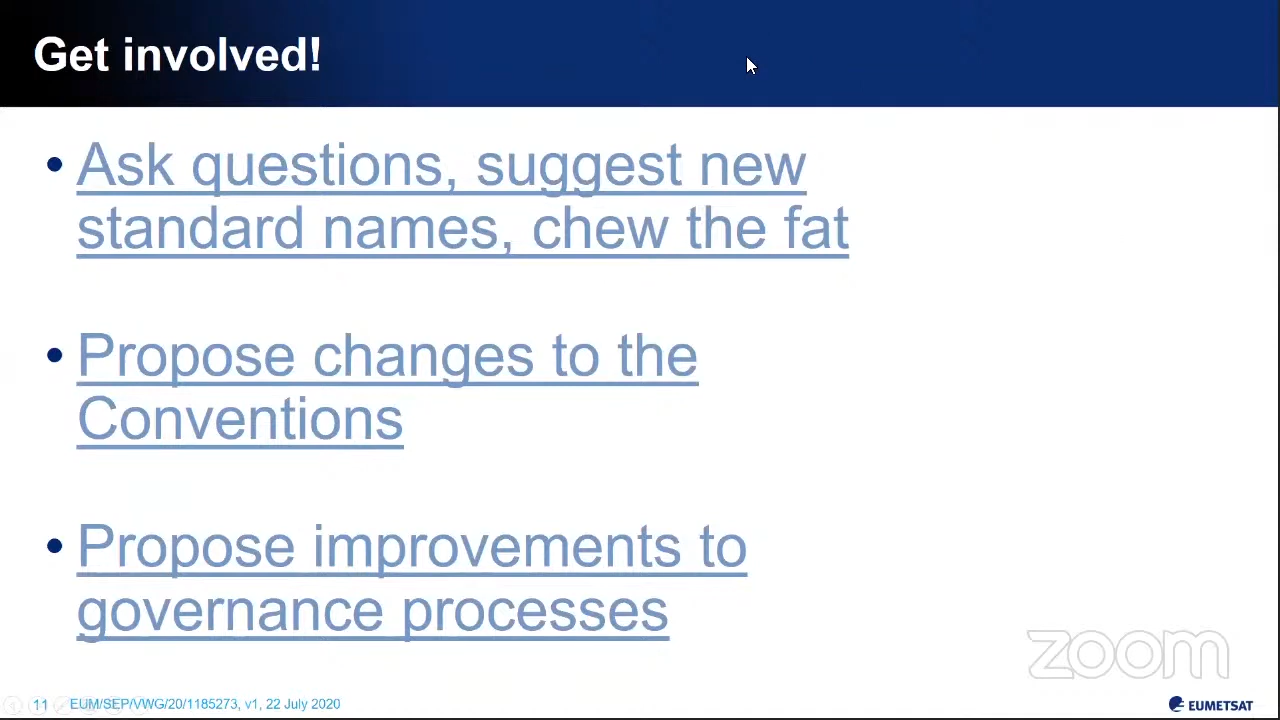 Get involved!
• Ask questions, suggest new
standard names, chew the fat
• Propose changes to the
Conventions
• Propose improvements to
governance processes
zoom
11 EUM/SEP/VWG/20/1185273, v1, 22 July 2020
EUMETSAT